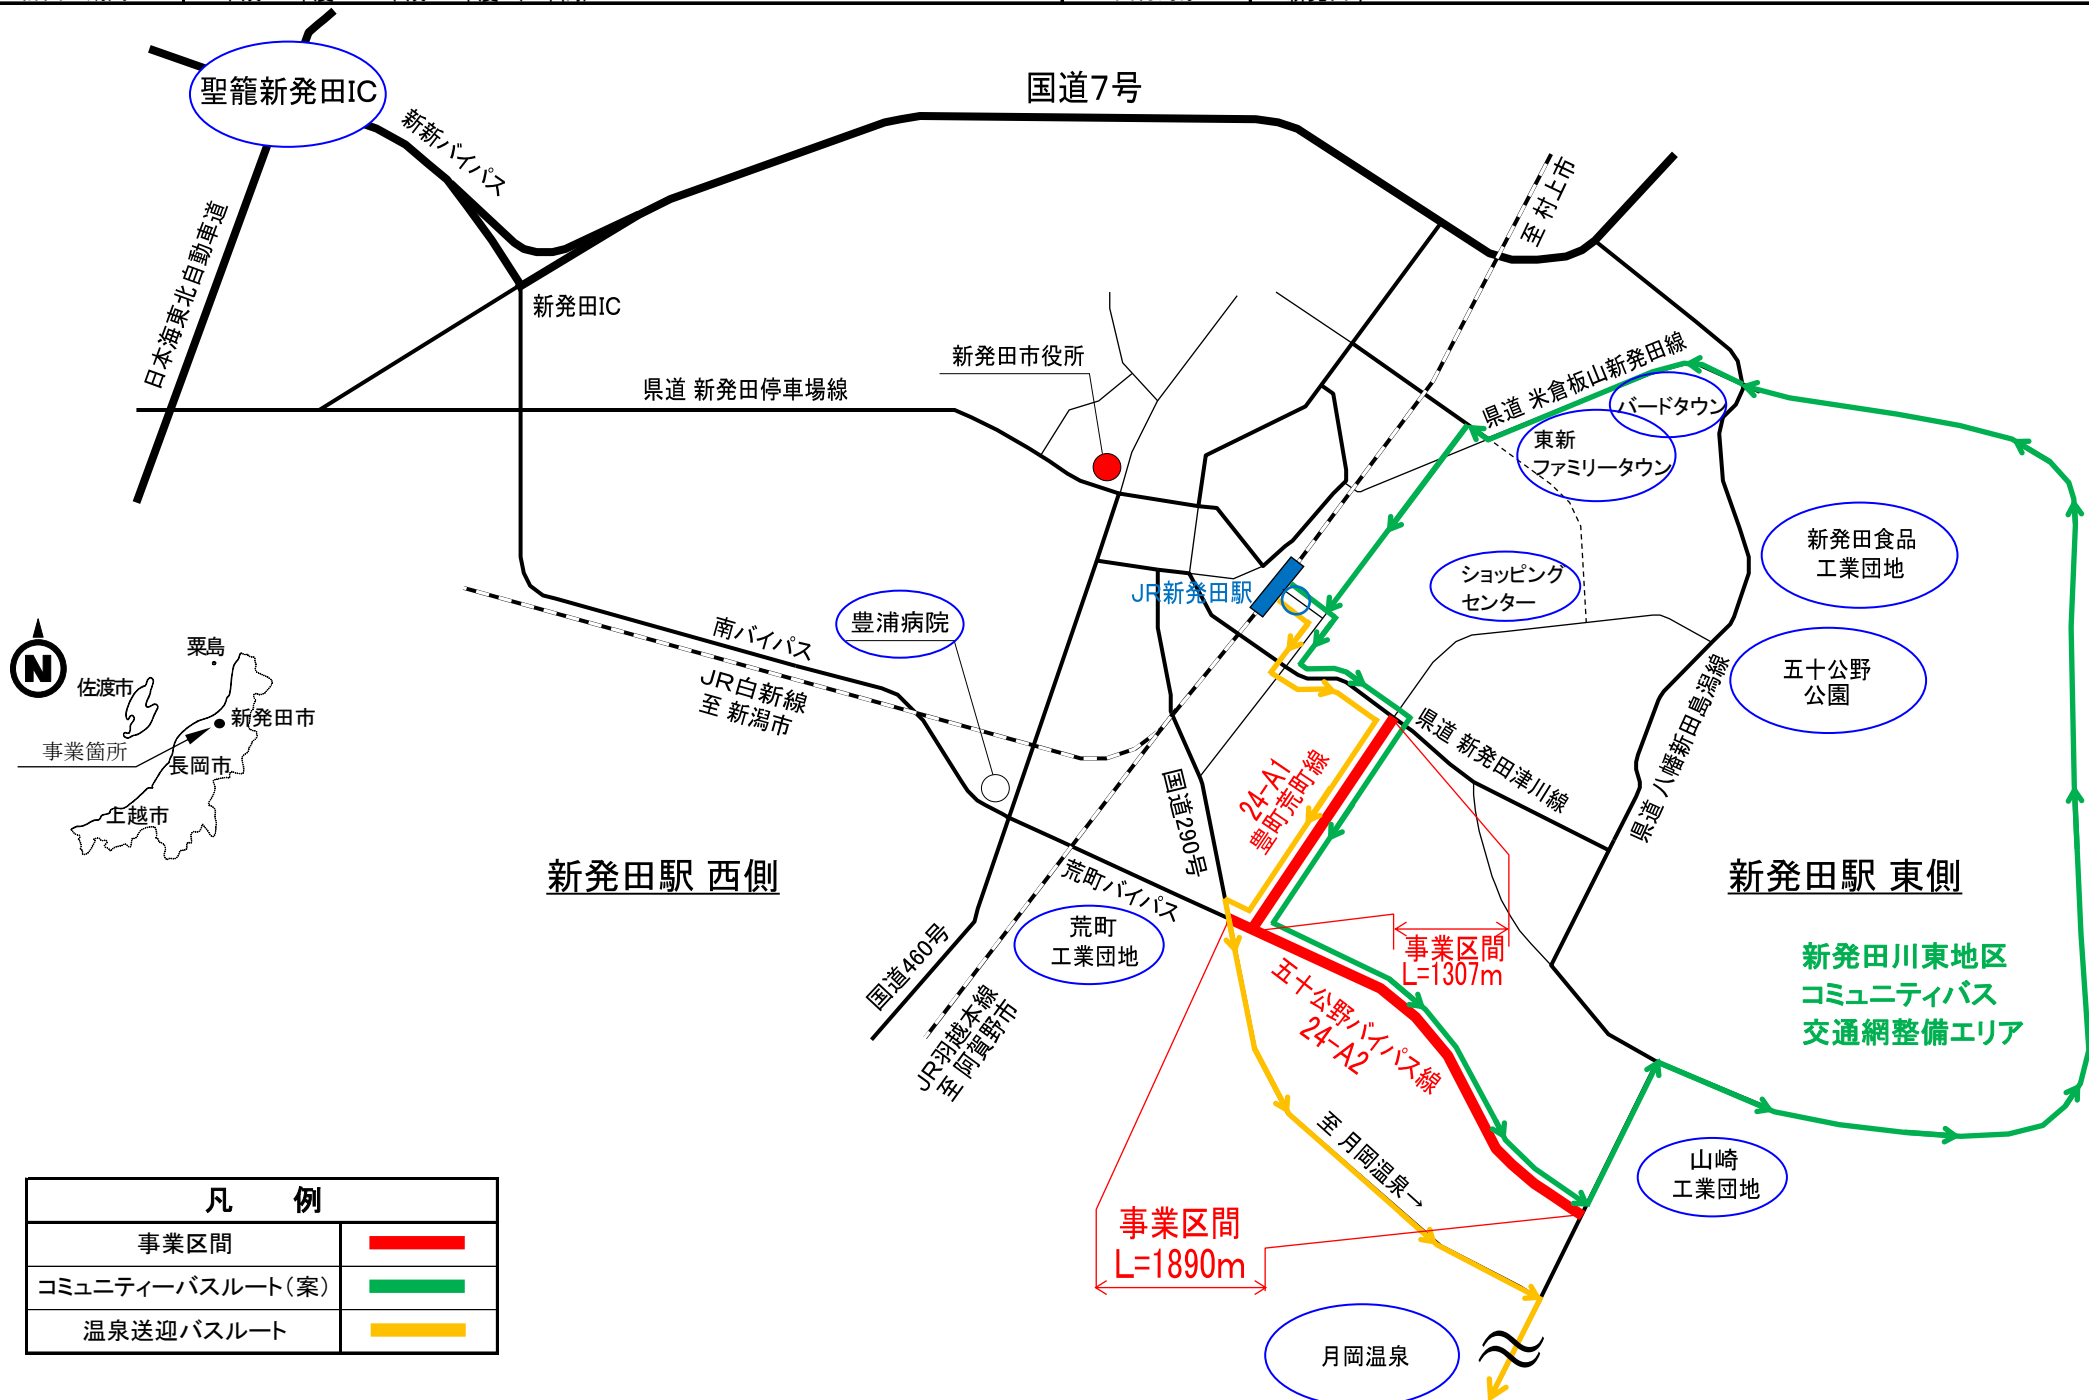 聖籠新発田IC
新新バイパス
国道7号
至 村上市
日本海東北自動車道
新発田IC
新発田市役所
県道 新発田停車場線
県道 米倉板山新発田線
バードタウン
東新
ファミリータウン
新発田食品
工業団地
ショッピング
センター
JR新発田駅
豊浦病院
南バイパス
JR白新線
至 新潟市
五十公野
公園
県道 八幡新田島潟線
県道 新発田津川線
N
粟島
佐渡市
新発田市
事業箇所
長岡市
上越市
24-A1
豊町荒町線
国道290号
新発田駅 西側
新発田駅 東側
荒町バイパス
荒町
工業団地
国道460号
JR羽越本線
至 阿賀野市
事業区間
L=1307m
五十公野バイパス線
24-A2
新発田川東地区
コミュニティバス
交通網整備エリア
至 月岡温泉→
山崎
工業団地
事業区間
L=1890m
月岡温泉
凡　例
事業区間
コミュニティーバスルート(案)
温泉送迎バスルート